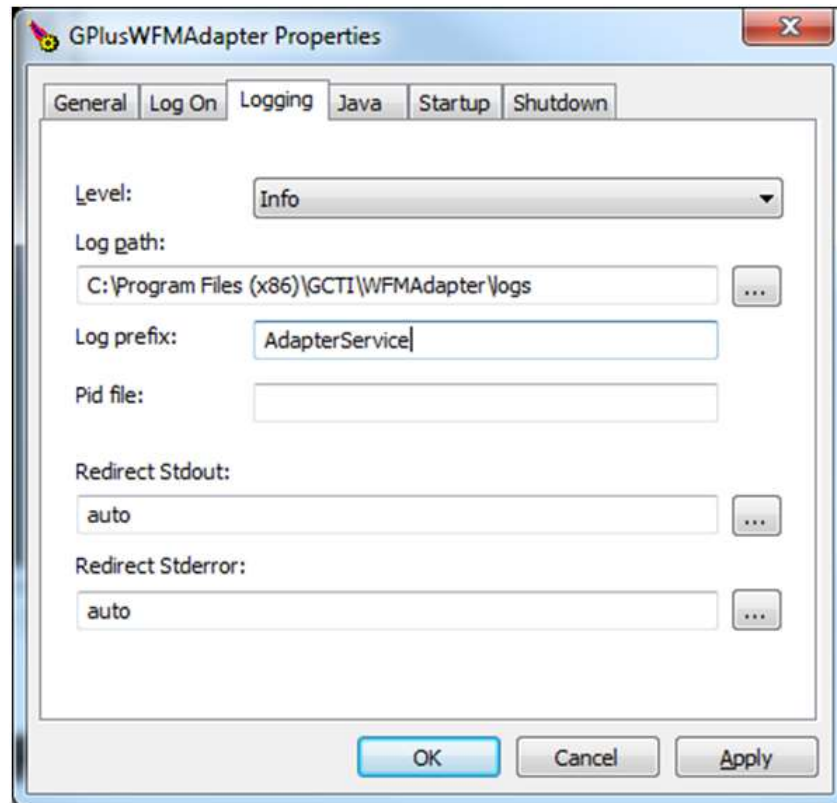 GPlusWFMAdapter Properties
General Log On Logging Java Startup Shutdown
Level: Info
Log path:
C:\Program Files (x86)\GCTI\WFMAdapter\logs
...
Log prefix: AdapterService
Pid file:
Redirect Stdout:
auto ...
Redirect Stderror:
auto ...
OK Cancel Apply